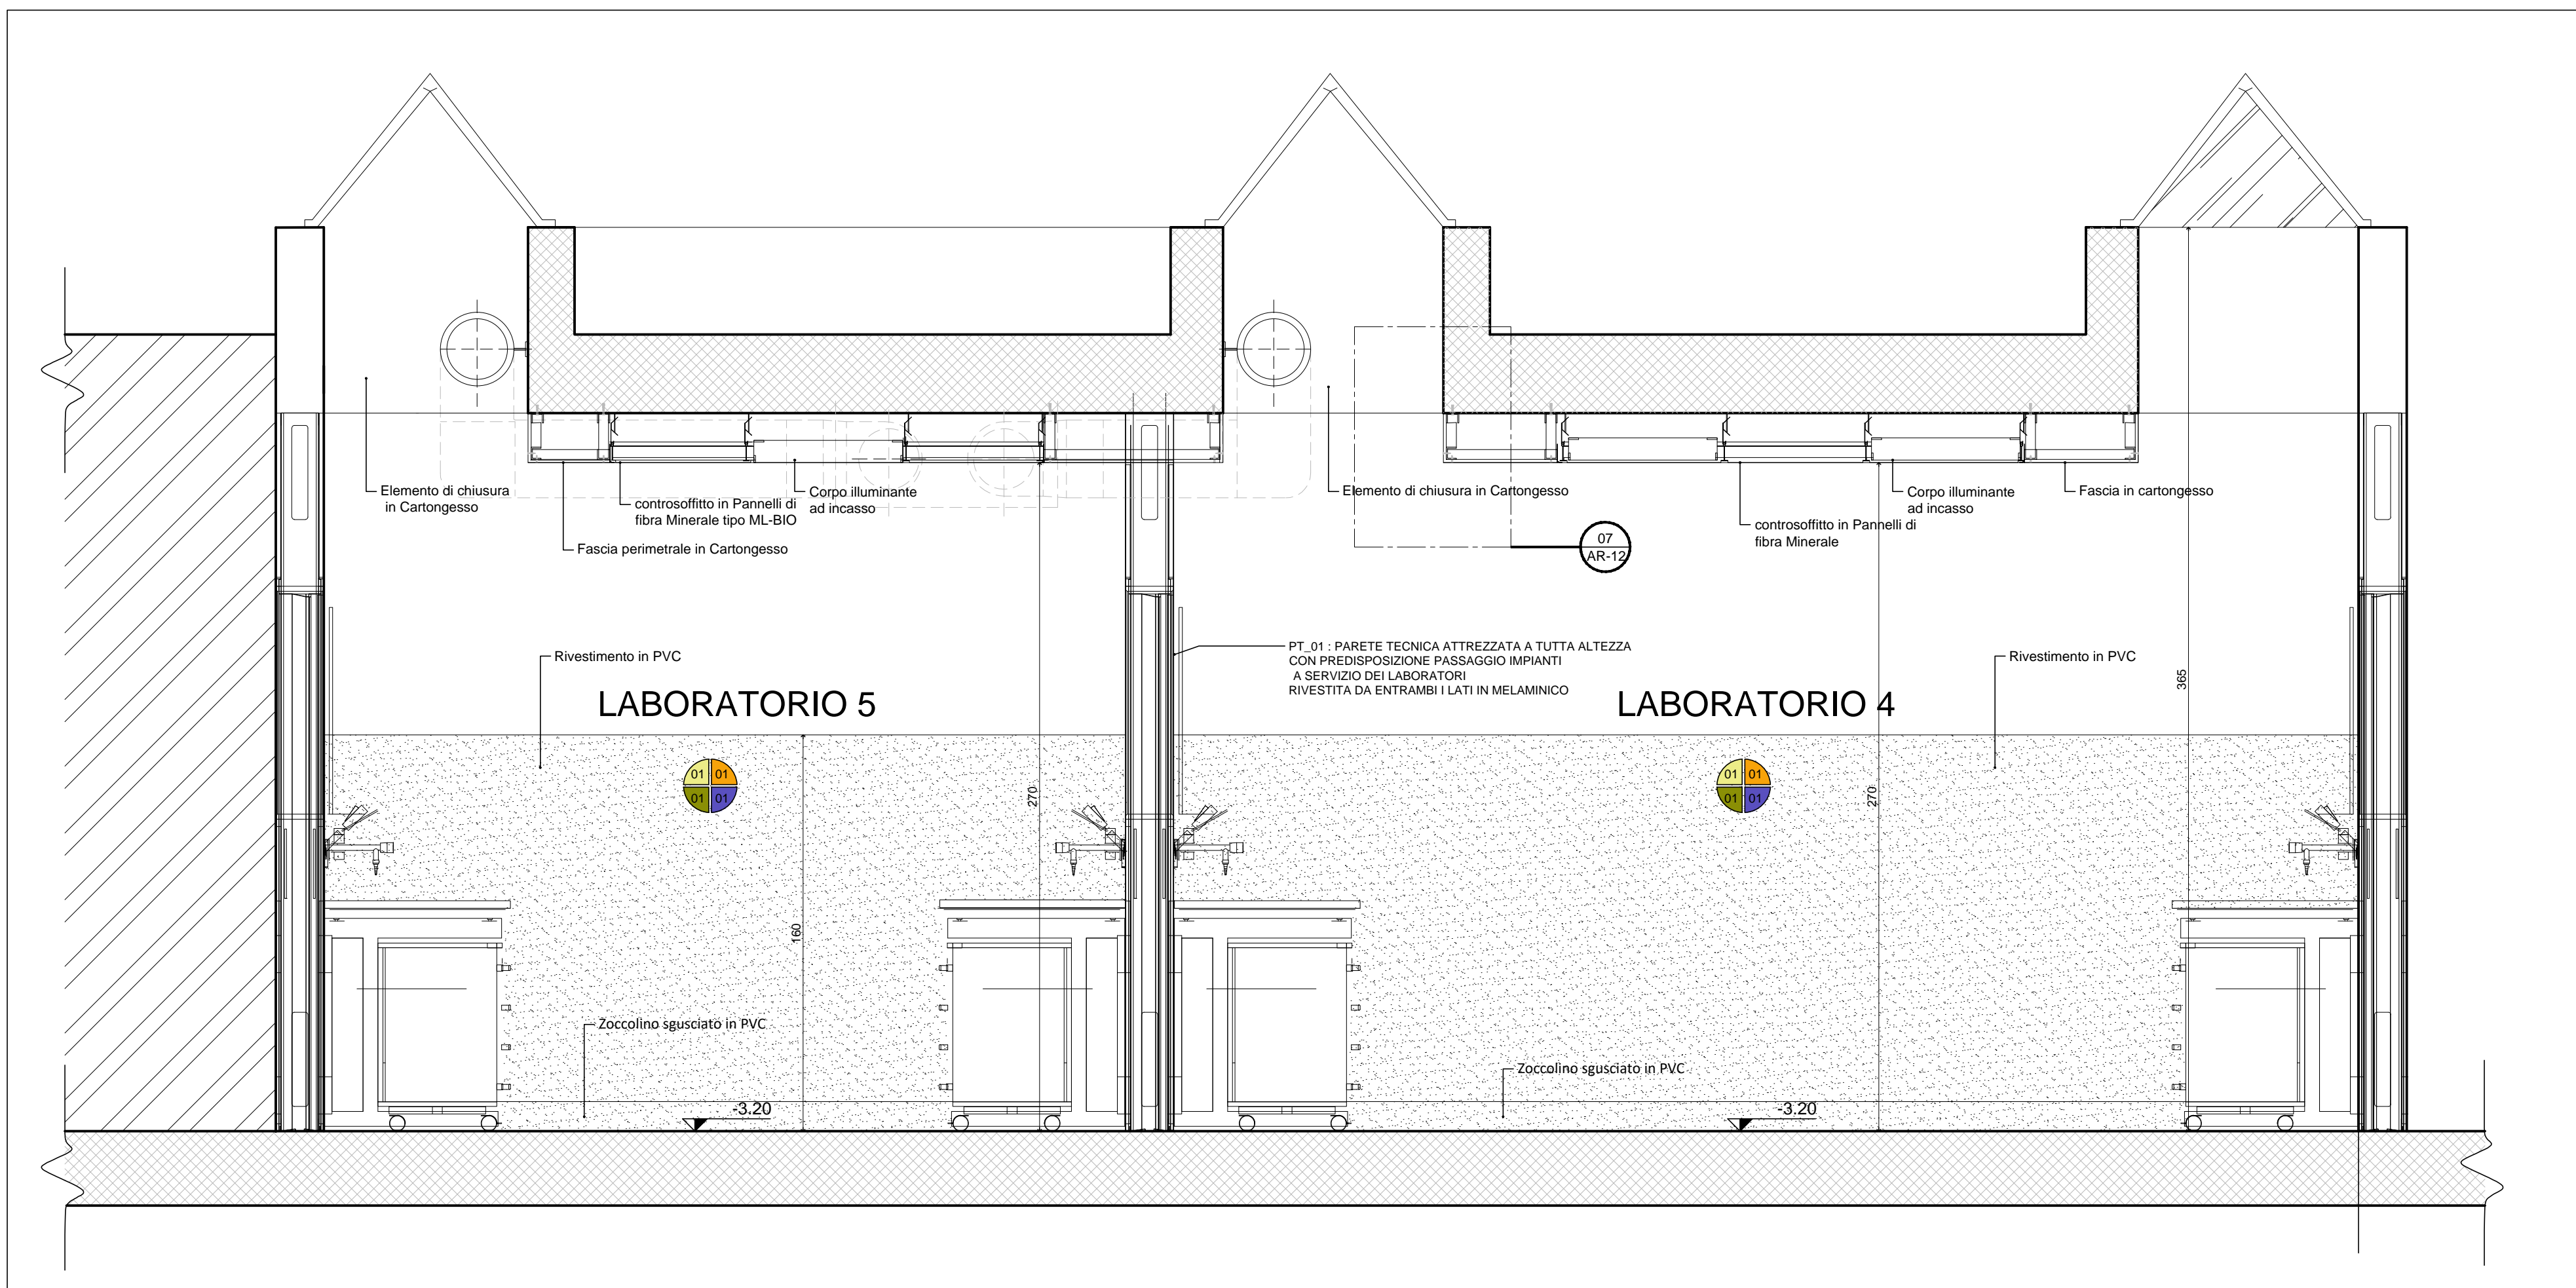 Elemento di chiusura
in Cartongesso
controsoffitto in Pannelli di
fibra Minerale tipo ML-BIO
Corpo illuminante
ad incasso
Fascia perimetrale in Cartongesso
Elemento di chiusura in Cartongesso
07
AR-12
controsoffitto in Pannelli di
fibra Minerale
Corpo illuminante
ad incasso
Fascia in cartongesso
Rivestimento in PVC
LABORATORIO 5
PT_01 : PARETE TECNICA ATTREZZATA A TUTTA ALTEZZA
CON PREDISPOSIZIONE PASSAGGIO IMPIANTI
A SERVIZIO DEI LABORATORI
RIVESTITA DA ENTRAMBI I LATI IN MELAMINICO
LABORATORIO 4
Rivestimento in PVC
365
01 01
01 01
270
160
01 01
01 01
270
Zoccolino sgusciato in PVC
-3.20
Zoccolino sgusciato in PVC
-3.20